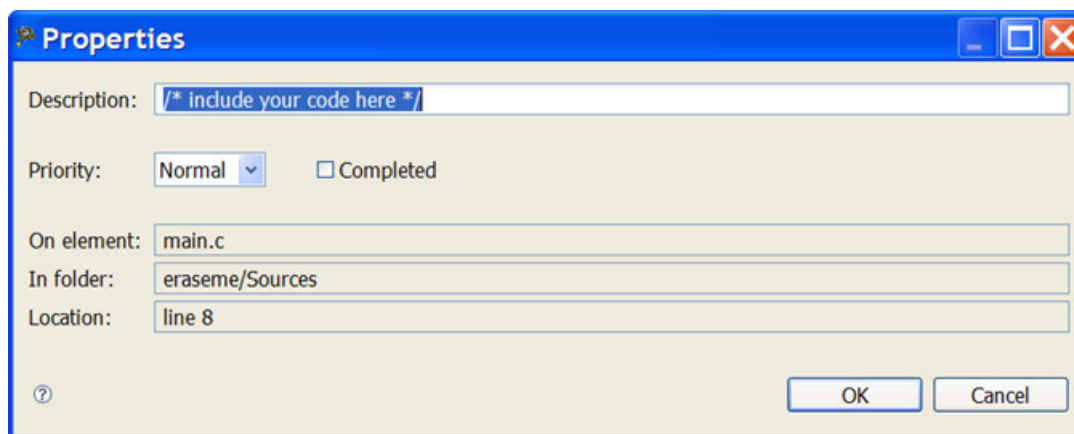 Properties
Description: /* include your code here */
Priority: Normal Completed
On element: main.c
In folder: eraseme/Sources
Location: line 8
? OK Cancel